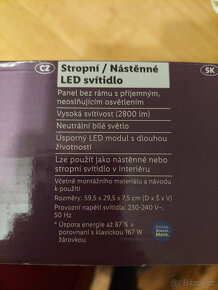 CZ
Stropní / Nástěnné
LED svítidlo
SK
Panel bez rámu s příjemným,
neoslňujícím osvětlením
Vysoká svítivost (2800 lm)
Neutrální bílé světlo
Úsporný LED modul s dlouhou
životností
Lze použít jako nástěnné nebo
stropní svítidlo v interiéru
Včetně montážního materiálu a návodu
k použití
Rozměry: 59,5 x 29,5 x 7,5 cm (D x Š x V)
Provozní napětí svítidla: 230-240 V~,
50 Hz
* Úspora energie až 87 % v
porovnání s klasickou 167 W
žárovkou